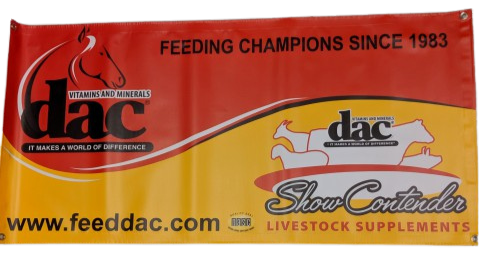 FEEDING CHAMPIONS SINCE 1983
VITAMINS AND MINERALS
dac
IT MAKES A WORLD OF DIFFERENCE
VITAMINS AND MINERALS
dac
IT MAKES A WORLD OF DIFFERENCE
Show Contender
LIVESTOCK SUPPLEMENTS
www.feeddac.com